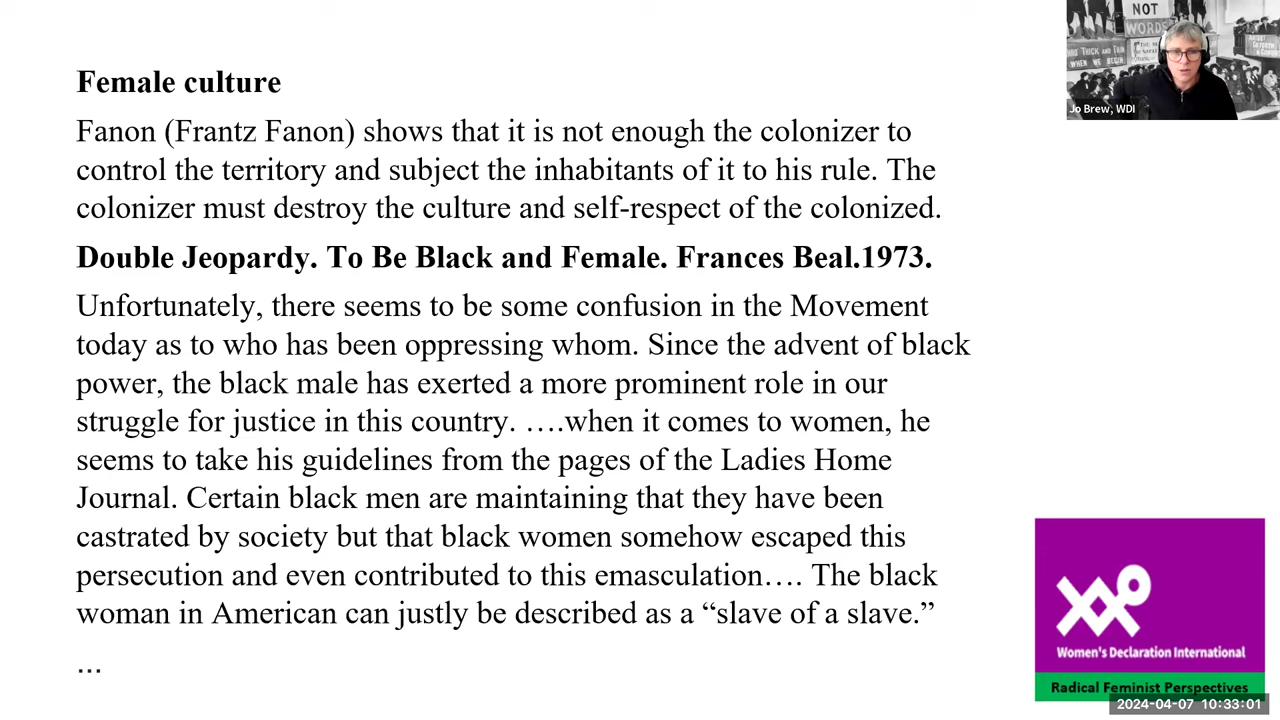 Female culture
Fanon (Frantz Fanon) shows that it is not enough the colonizer to
control the territory and subject the inhabitants of it to his rule. The
colonizer must destroy the culture and self-respect of the colonized.
Double Jeopardy. To Be Black and Female. Frances Beal.1973.
Unfortunately, there seems to be some confusion in the Movement
today as to who has been oppressing whom. Since the advent of black
power, the black male has exerted a more prominent role in our
struggle for justice in this country. ….when it comes to women, he
seems to take his guidelines from the pages of the Ladies Home
Journal. Certain black men are maintaining that they have been
castrated by society but that black women somehow escaped this
persecution and even contributed to this emasculation…. The black
woman in American can justly be described as a “slave of a slave.”
…
NOT
WORDS
THICK AND THIN
WHEN WE BEGIN
Jo Brew, WDI
Women's Declaration International
Radical Feminist Perspectives
2024-04-07 10:33:01